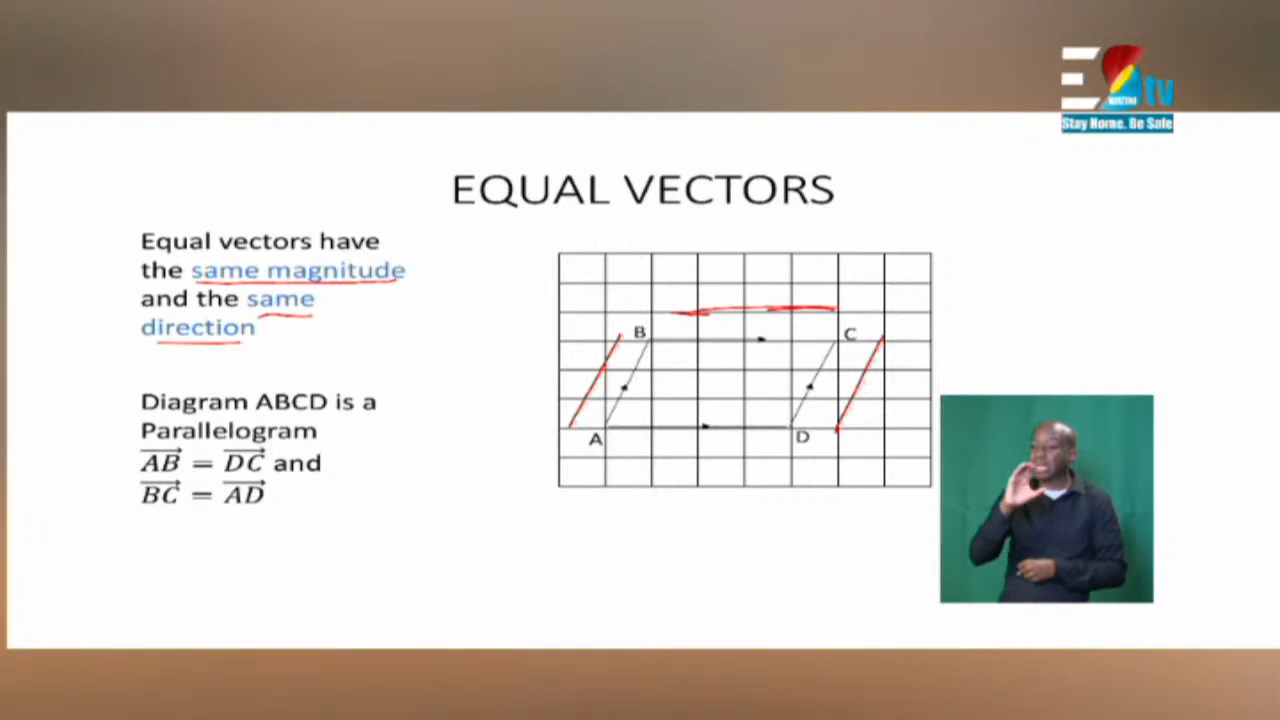 E tv
Stay Home. Be Safe
EQUAL VECTORS
Equal vectors have
the same magnitude
and the same
direction
Diagram ABCD is a
Parallelogram
AB = DC and
BC = AD
B
C
A
D